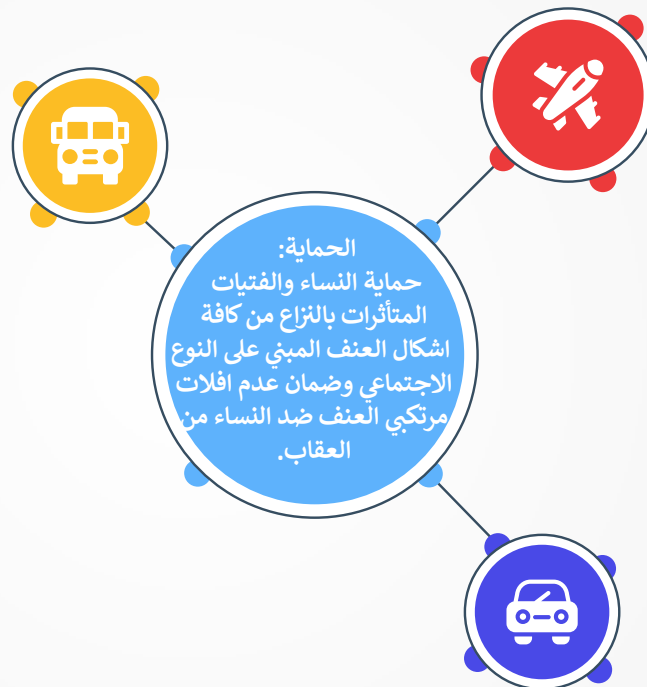 الحماية:
حماية النساء والفتيات
المتأثرات بالنزاع من كافة
اشكال العنف المبني على النوع
الاجتماعي وضمان عدم افلات
مرتكبي العنف ضد النساء من
العقاب.